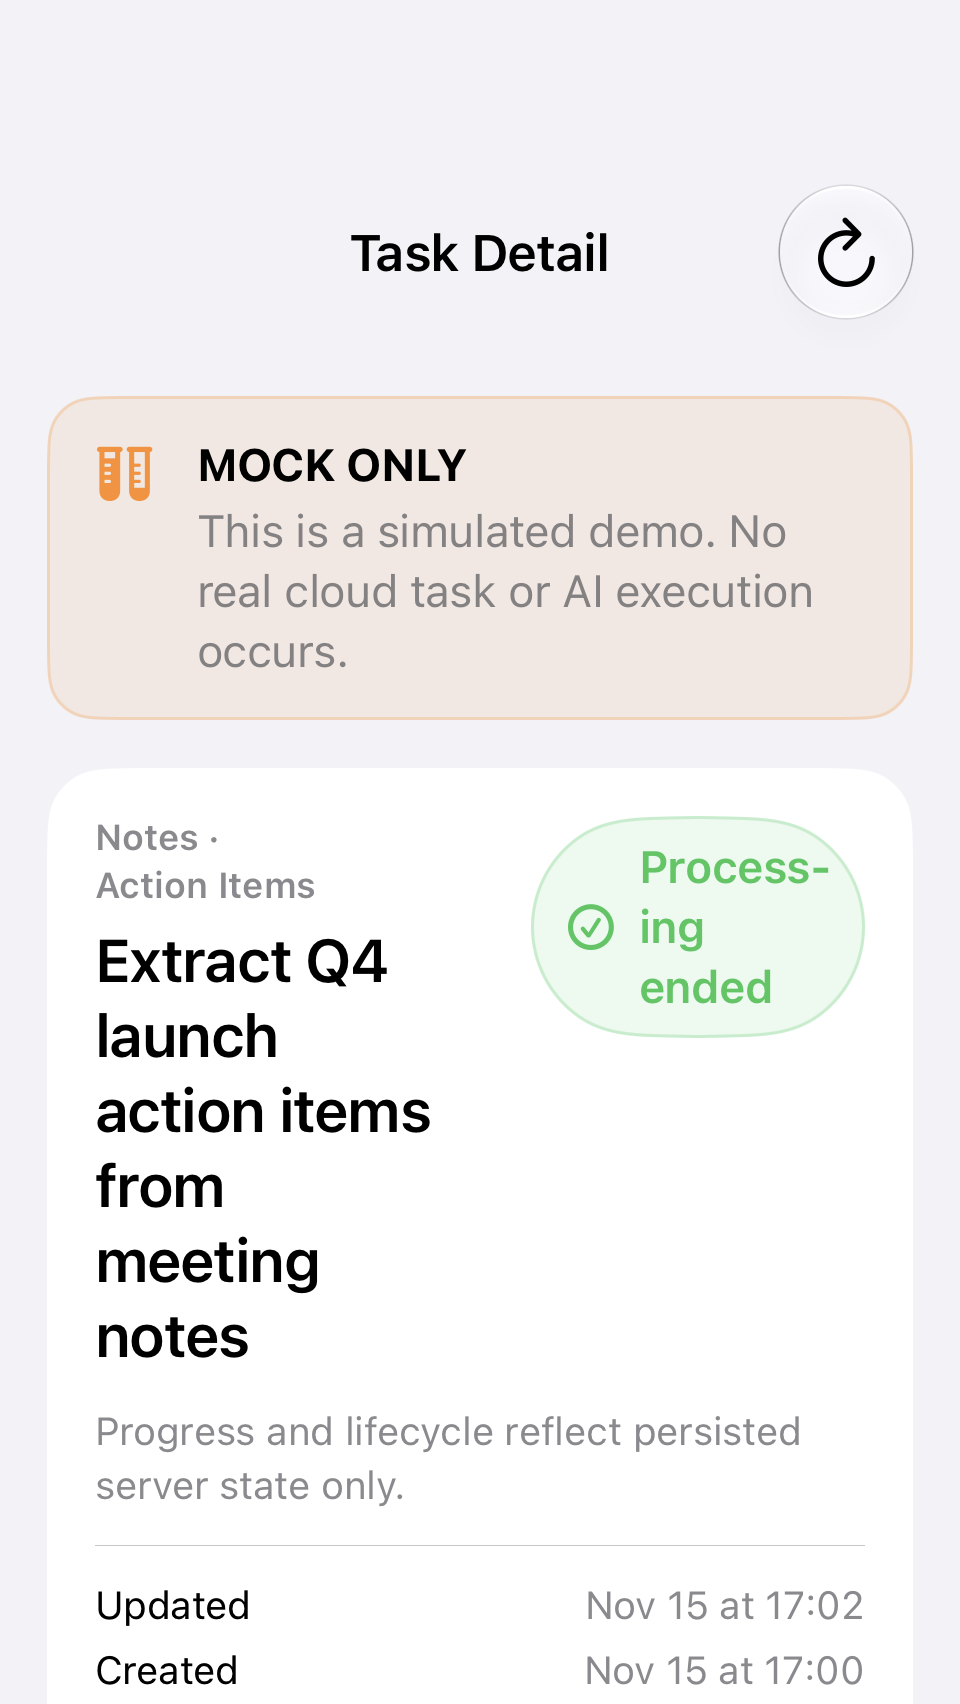 Task Detail
MOCK ONLY
This is a simulated demo. No
real cloud task or AI execution
occurs.
Notes ·
Action Items
Process-
ing
ended
Extract Q4
launch
action items
from
meeting
notes
Progress and lifecycle reflect persisted
server state only.
Updated Nov 15 at 17:02
Created Nov 15 at 17:00